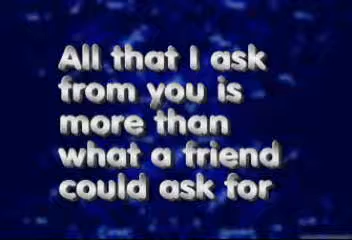 All that I ask
from you is
more than
what a friend
could ask for